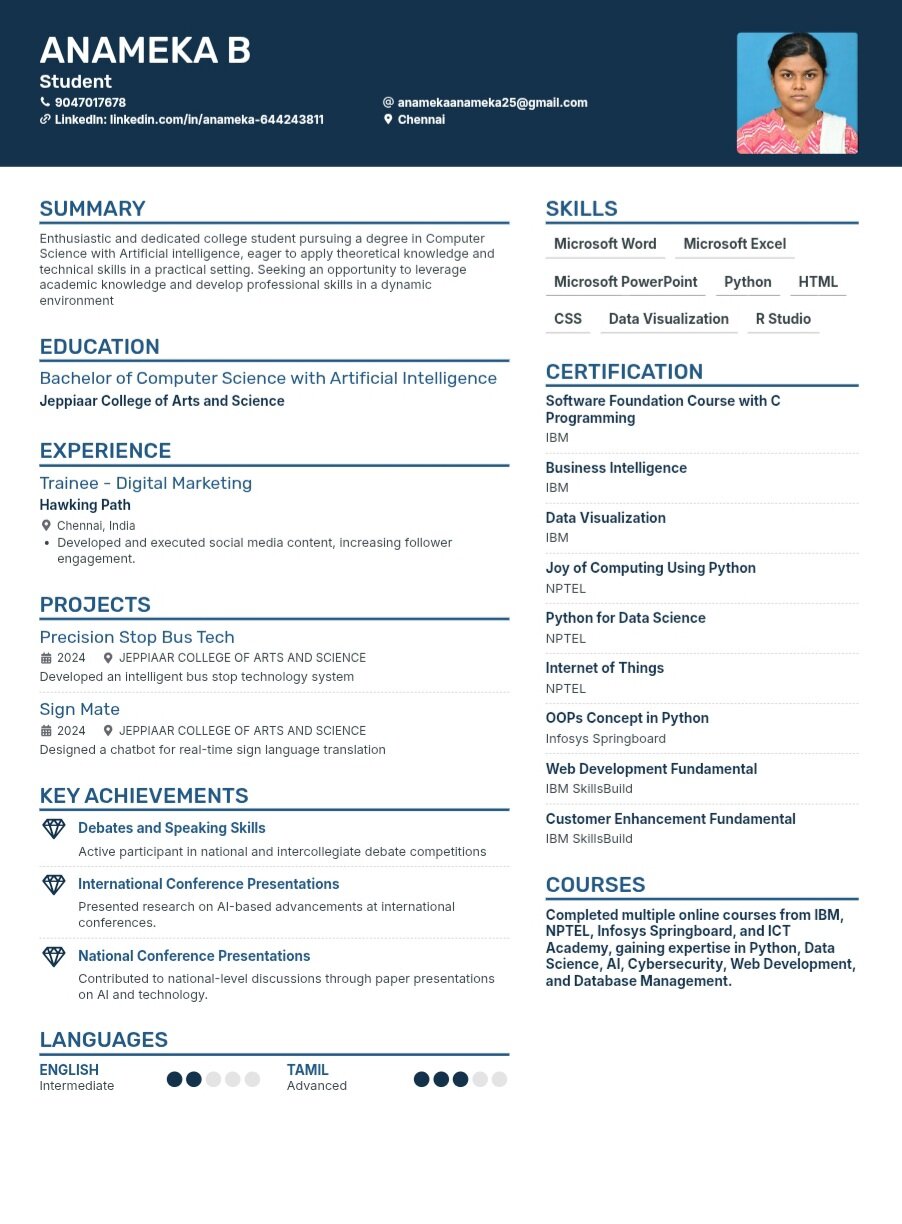 ANAMEKA B
Student
9047017678
anamekaanameka25@gmail.com
LinkedIn: linkedin.com/in/anameka-644243811
Chennai
SUMMARY
Enthusiastic and dedicated college student pursuing a degree in Computer
Science with Artificial intelligence, eager to apply theoretical knowledge and
technical skills in a practical setting. Seeking an opportunity to leverage
academic knowledge and develop professional skills in a dynamic
environment
EDUCATION
Bachelor of Computer Science with Artificial Intelligence
Jeppiaar College of Arts and Science
EXPERIENCE
Trainee - Digital Marketing
Hawking Path
Chennai, India
• Developed and executed social media content, increasing follower
engagement.
PROJECTS
Precision Stop Bus Tech
2024 JEPPIAAR COLLEGE OF ARTS AND SCIENCE
Developed an intelligent bus stop technology system
Sign Mate
2024 JEPPIAAR COLLEGE OF ARTS AND SCIENCE
Designed a chatbot for real-time sign language translation
KEY ACHIEVEMENTS
Debates and Speaking Skills
Active participant in national and intercollegiate debate competitions
International Conference Presentations
Presented research on AI-based advancements at international
conferences.
National Conference Presentations
Contributed to national-level discussions through paper presentations
on AI and technology.
LANGUAGES
ENGLISH
Intermediate
TAMIL
Advanced
SKILLS
Microsoft Word Microsoft Excel
Microsoft PowerPoint Python HTML
CSS Data Visualization R Studio
CERTIFICATION
Software Foundation Course with C
Programming
IBM
Business Intelligence
IBM
Data Visualization
IBM
Joy of Computing Using Python
NPTEL
Python for Data Science
NPTEL
Internet of Things
NPTEL
OOPs Concept in Python
Infosys Springboard
Web Development Fundamental
IBM SkillsBuild
Customer Enhancement Fundamental
IBM SkillsBuild
COURSES
Completed multiple online courses from IBM,
NPTEL, Infosys Springboard, and ICT
Academy, gaining expertise in Python, Data
Science, AI, Cybersecurity, Web Development,
and Database Management.